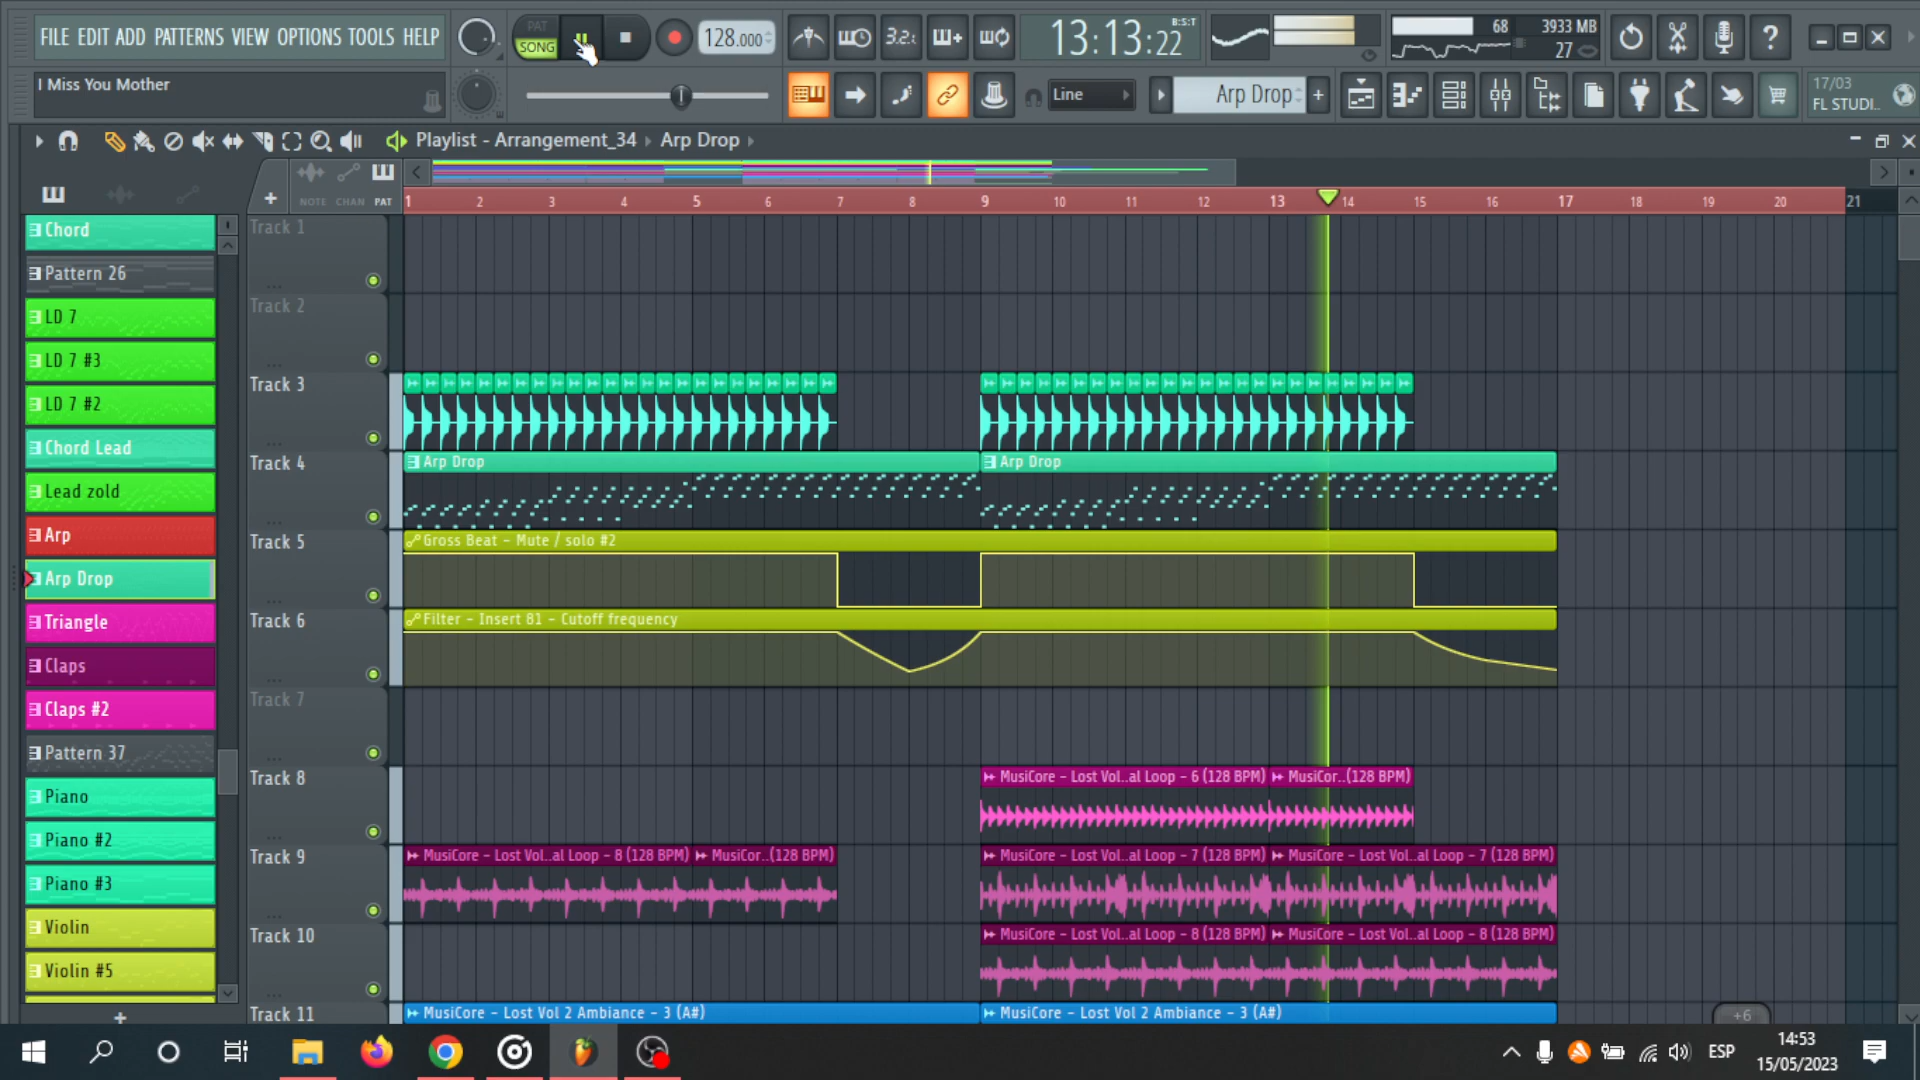 FILE EDIT ADD PATTERNS VIEW OPTIONS TOOLS HELP
PAT
SONG
128.000
3.2.
13:13:22
B:S:T
68
3933 MB
27
I Miss You Mother
Line
Arp Drop
17/03
FL STUDI..
Playlist - Arrangement_34 › Arp Drop ›
NOTE CHAN PAT
1 2 3 4 5 6 7 8 9 10 11 12 13 14 15 16 17 18 19 20 21
Chord
Pattern 26
LD 7
LD 7 #3
LD 7 #2
Chord Lead
Lead zold
Arp
Arp Drop
Triangle
Claps
Claps #2
Pattern 37
Piano
Piano #2
Piano #3
Violin
Violin #5
Track 1
Track 2
Track 3
Track 4
Arp Drop
Arp Drop
Track 5
Gross Beat - Mute / solo #2
Track 6
Filter - Insert 81 - Cutoff frequency
Track 7
Track 8
MusiCore - Lost Vol..al Loop - 6 (128 BPM)
MusiCor..(128 BPM)
Track 9
MusiCore - Lost Vol..al Loop - 8 (128 BPM)
MusiCor..(128 BPM)
MusiCore - Lost Vol..al Loop - 7 (128 BPM)
MusiCore - Lost Vol..al Loop - 7 (128 BPM)
Track 10
MusiCore - Lost Vol..al Loop - 8 (128 BPM)
MusiCore - Lost Vol..al Loop - 8 (128 BPM)
Track 11
MusiCore - Lost Vol 2 Ambiance - 3 (A#)
MusiCore - Lost Vol 2 Ambiance - 3 (A#)
+6
ESP
14:53
15/05/2023